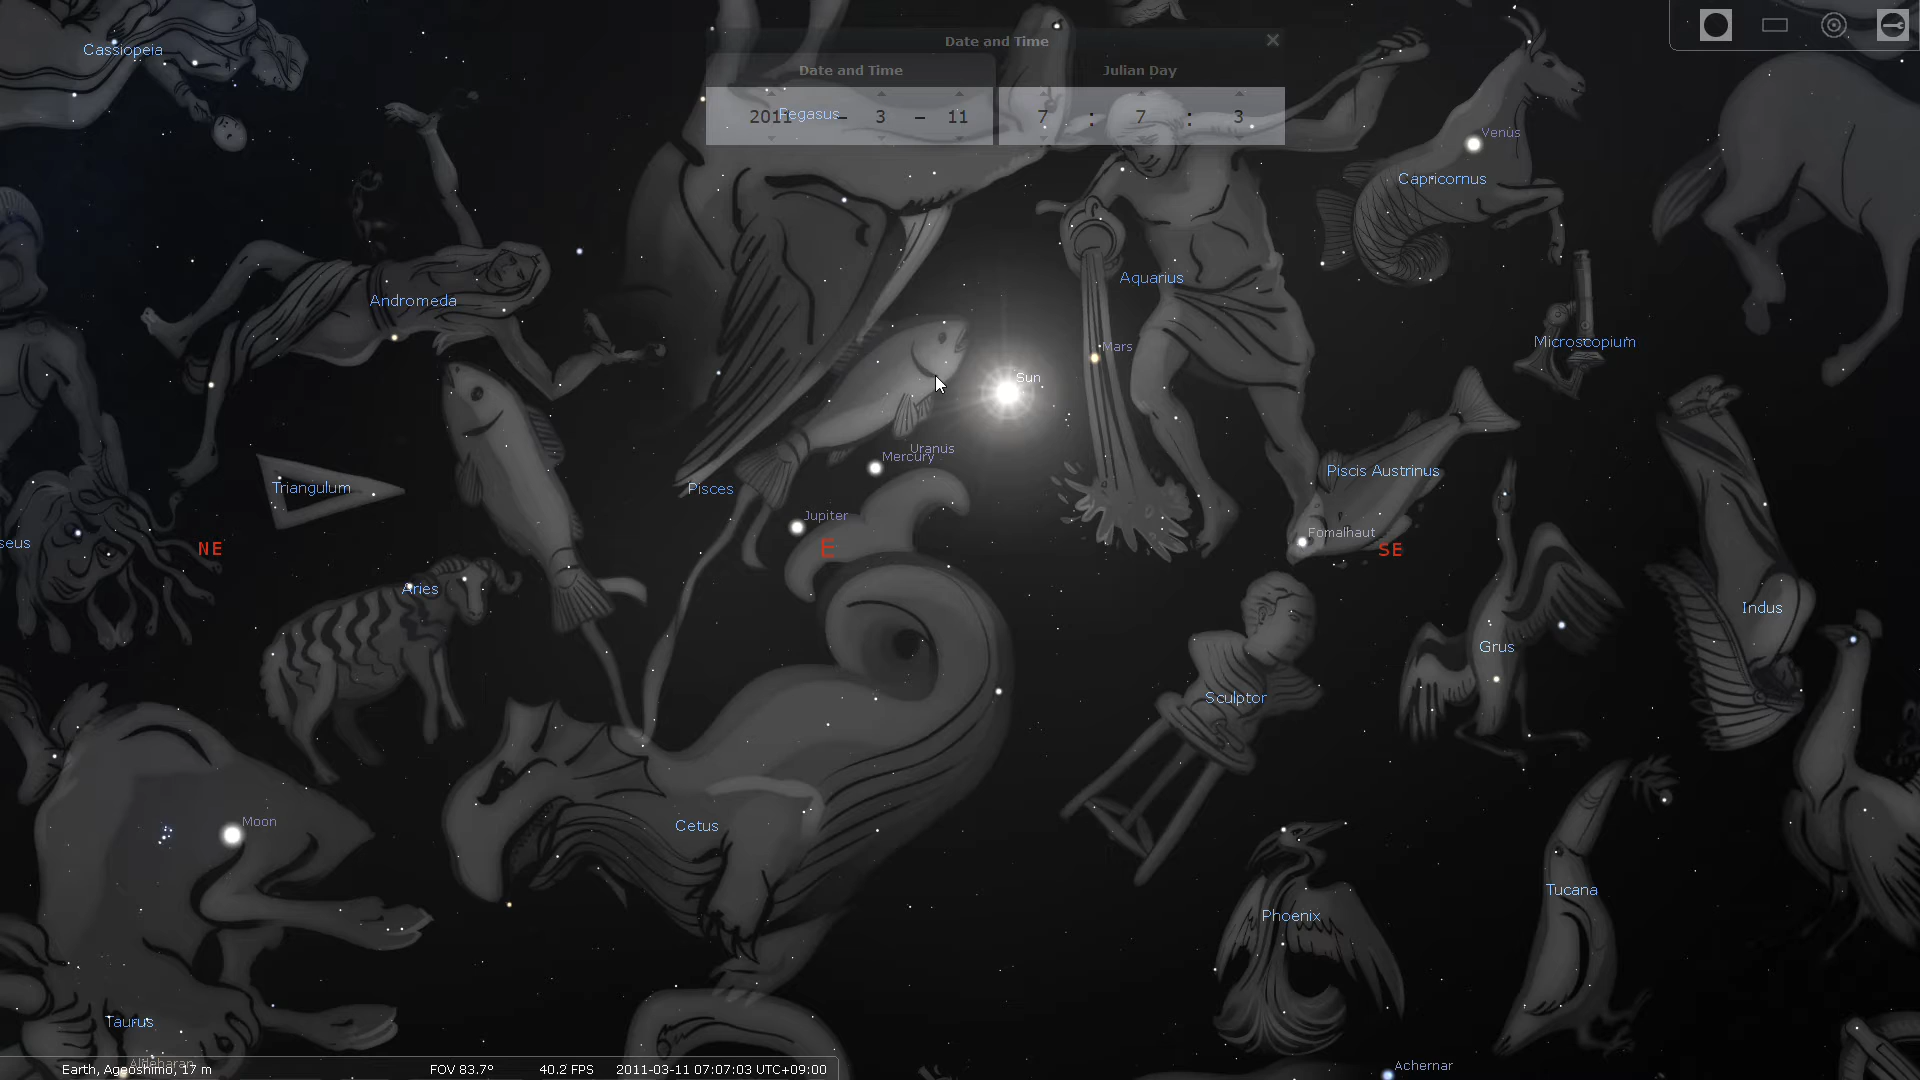 Cassiopeia
Date and Time
Date and Time
Julian Day
2011 – 3 – 11
7 : 7 : 3
Pegasus
Venus
Capricornus
Aquarius
Andromeda
Microscopium
Mars
Sun
Uranus
Mercury
Piscis Austrinus
Triangulum
Pisces
Jupiter
Fomalhaut
seus
NE
E
SE
Aries
Indus
Grus
Sculptor
Moon
Cetus
Tucana
Phoenix
Taurus
Aldebaran
Achernar
Earth, Ageoshimo, 17 m
FOV 83.7°
40.2 FPS
2011-03-11 07:07:03 UTC+09:00